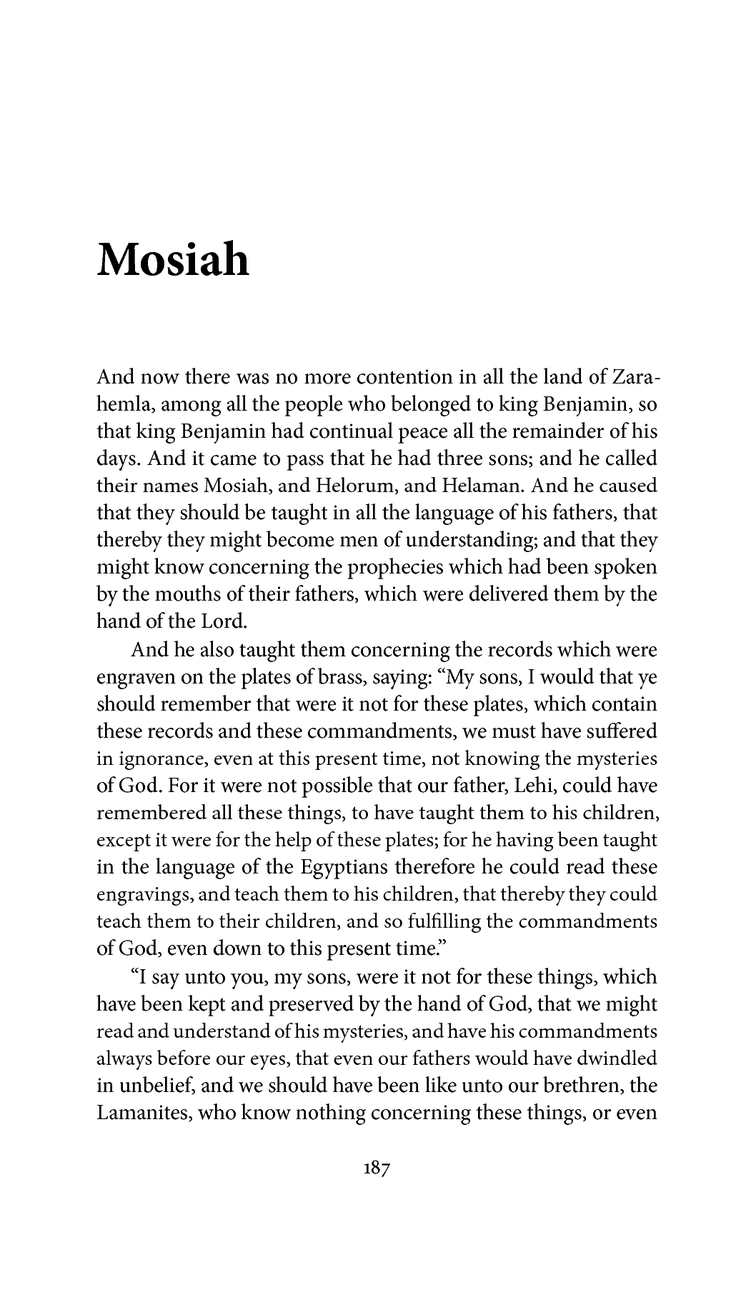 Mosiah
And now there was no more contention in all the land of Zara-
hemla, among all the people who belonged to king Benjamin, so
that king Benjamin had continual peace all the remainder of his
days. And it came to pass that he had three sons; and he called
their names Mosiah, and Helorum, and Helaman. And he caused
that they should be taught in all the language of his fathers, that
thereby they might become men of understanding; and that they
might know concerning the prophecies which had been spoken
by the mouths of their fathers, which were delivered them by the
hand of the Lord.
And he also taught them concerning the records which were
engraven on the plates of brass, saying: “My sons, I would that ye
should remember that were it not for these plates, which contain
these records and these commandments, we must have suffered
in ignorance, even at this present time, not knowing the mysteries
of God. For it were not possible that our father, Lehi, could have
remembered all these things, to have taught them to his children,
except it were for the help of these plates; for he having been taught
in the language of the Egyptians therefore he could read these
engravings, and teach them to his children, that thereby they could
teach them to their children, and so fulfilling the commandments
of God, even down to this present time.”
“I say unto you, my sons, were it not for these things, which
have been kept and preserved by the hand of God, that we might
read and understand of his mysteries, and have his commandments
always before our eyes, that even our fathers would have dwindled
in unbelief, and we should have been like unto our brethren, the
Lamanites, who know nothing concerning these things, or even
187